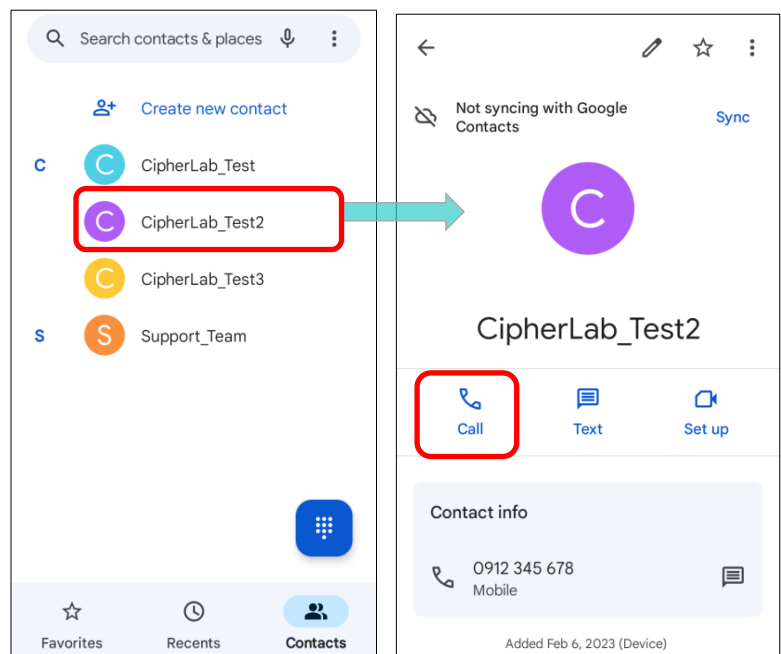 Search contacts & places
Create new contact
C
C
CipherLab_Test
C
CipherLab_Test2
C
CipherLab_Test3
S
S
Support_Team
Favorites
Recents
Contacts
Not syncing with Google
Contacts
Sync
C
CipherLab_Test2
Call
Text
Set up
Contact info
0912 345 678
Mobile
Added Feb 6, 2023 (Device)